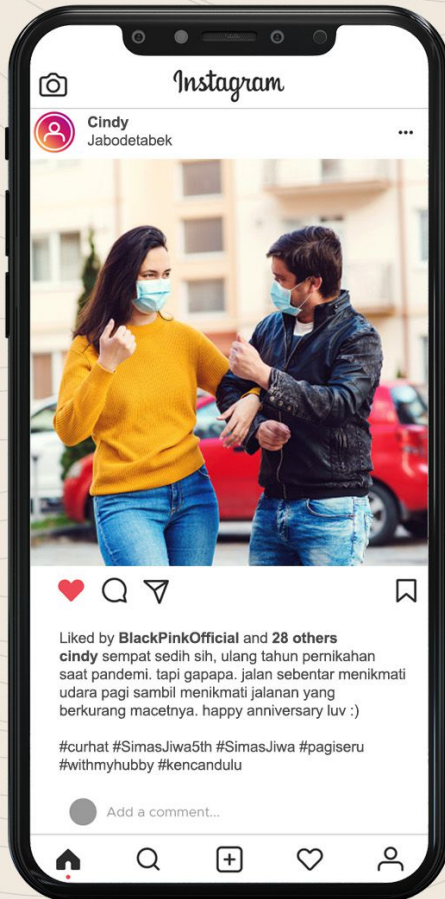 Instagram
Cindy
Jabodetabek
Liked by BlackPinkOfficial and 28 others
cindy sempat sedih sih, ulang tahun pernikahan
saat pandemi. tapi gapapa. jalan sebentar menikmati
udara pagi sambil menikmati jalanan yang
berkurang macetnya. happy anniversary luv :)
#curhat #SimasJiwa5th #SimasJiwa #pagiseru
#withmyhubby #kencandulu
Add a comment...